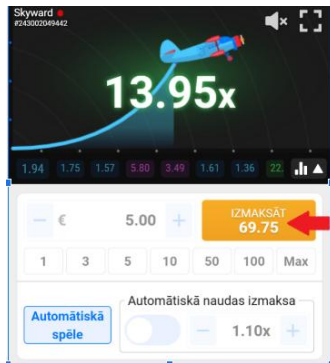 Skyward
#243002049442
13.95x
1.94 1.75 1.57 5.80 3.49 1.61 1.36 22.
− € 5.00 + IZMAKSĀT
69.75
1 3 5 10 50 100 Max
Automātiskā naudas izmaksa
Automātiskā
spēle
− 1.10x +